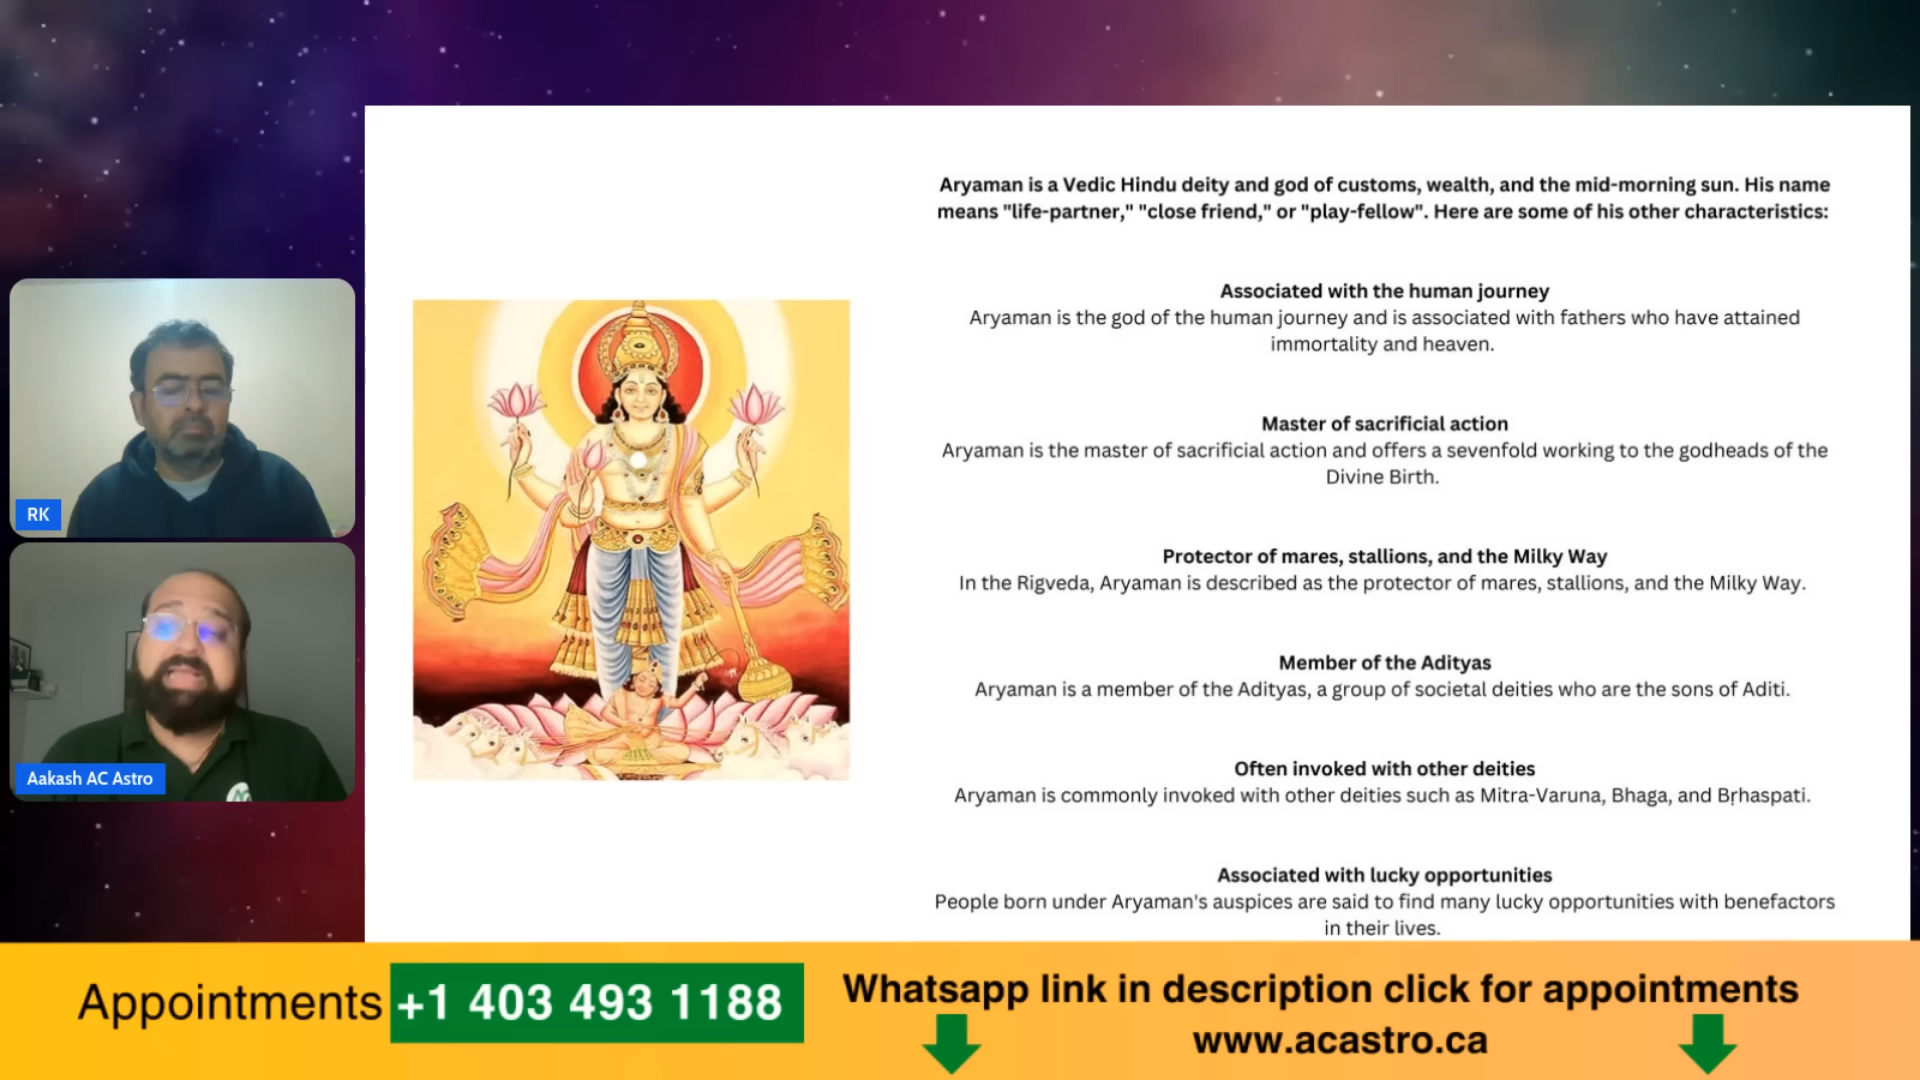 Aryaman is a Vedic Hindu deity and god of customs, wealth, and the mid-morning sun. His name
means "life-partner," "close friend," or "play-fellow". Here are some of his other characteristics:
Associated with the human journey
Aryaman is the god of the human journey and is associated with fathers who have attained
immortality and heaven.
Master of sacrificial action
Aryaman is the master of sacrificial action and offers a sevenfold working to the godheads of the
Divine Birth.
Protector of mares, stallions, and the Milky Way
In the Rigveda, Aryaman is described as the protector of mares, stallions, and the Milky Way.
Member of the Adityas
Aryaman is a member of the Adityas, a group of societal deities who are the sons of Aditi.
Often invoked with other deities
Aryaman is commonly invoked with other deities such as Mitra-Varuna, Bhaga, and Bṛhaspati.
Associated with lucky opportunities
People born under Aryaman's auspices are said to find many lucky opportunities with benefactors
in their lives.
RK
Aakash AC Astro
Appointments +1 403 493 1188
Whatsapp link in description click for appointments
www.acastro.ca